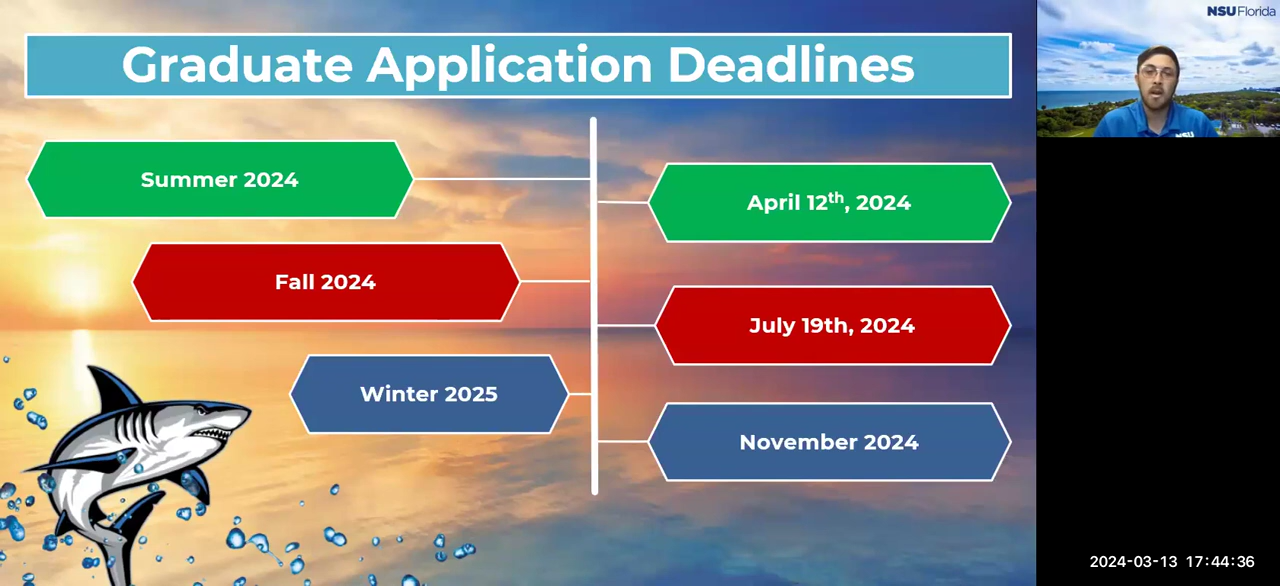 Graduate Application Deadlines
Summer 2024
April 12th, 2024
Fall 2024
July 19th, 2024
Winter 2025
November 2024
NSU Florida
NSU
2024-03-13 17:44:36